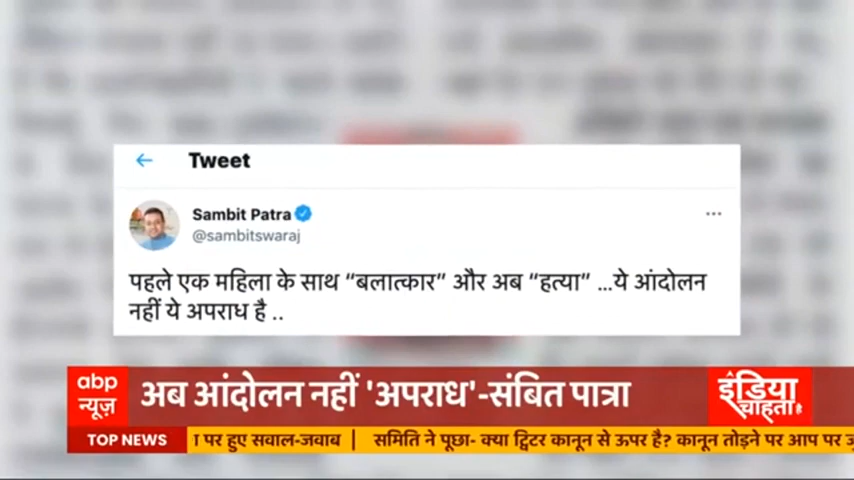 Tweet
Sambit Patra
@sambitswaraj
पहले एक महिला के साथ “बलात्कार” और अब “हत्या” ...ये आंदोलन
नहीं ये अपराध है ..
abp
न्यूज़
अब आंदोलन नहीं 'अपराध'-संबित पात्रा
इंडिया
चाहता है
TOP NEWS
पर हुए सवाल-जवाब | समिति ने पूछा- क्या ट्विटर कानून से ऊपर है? कानून तोड़ने पर आप पर